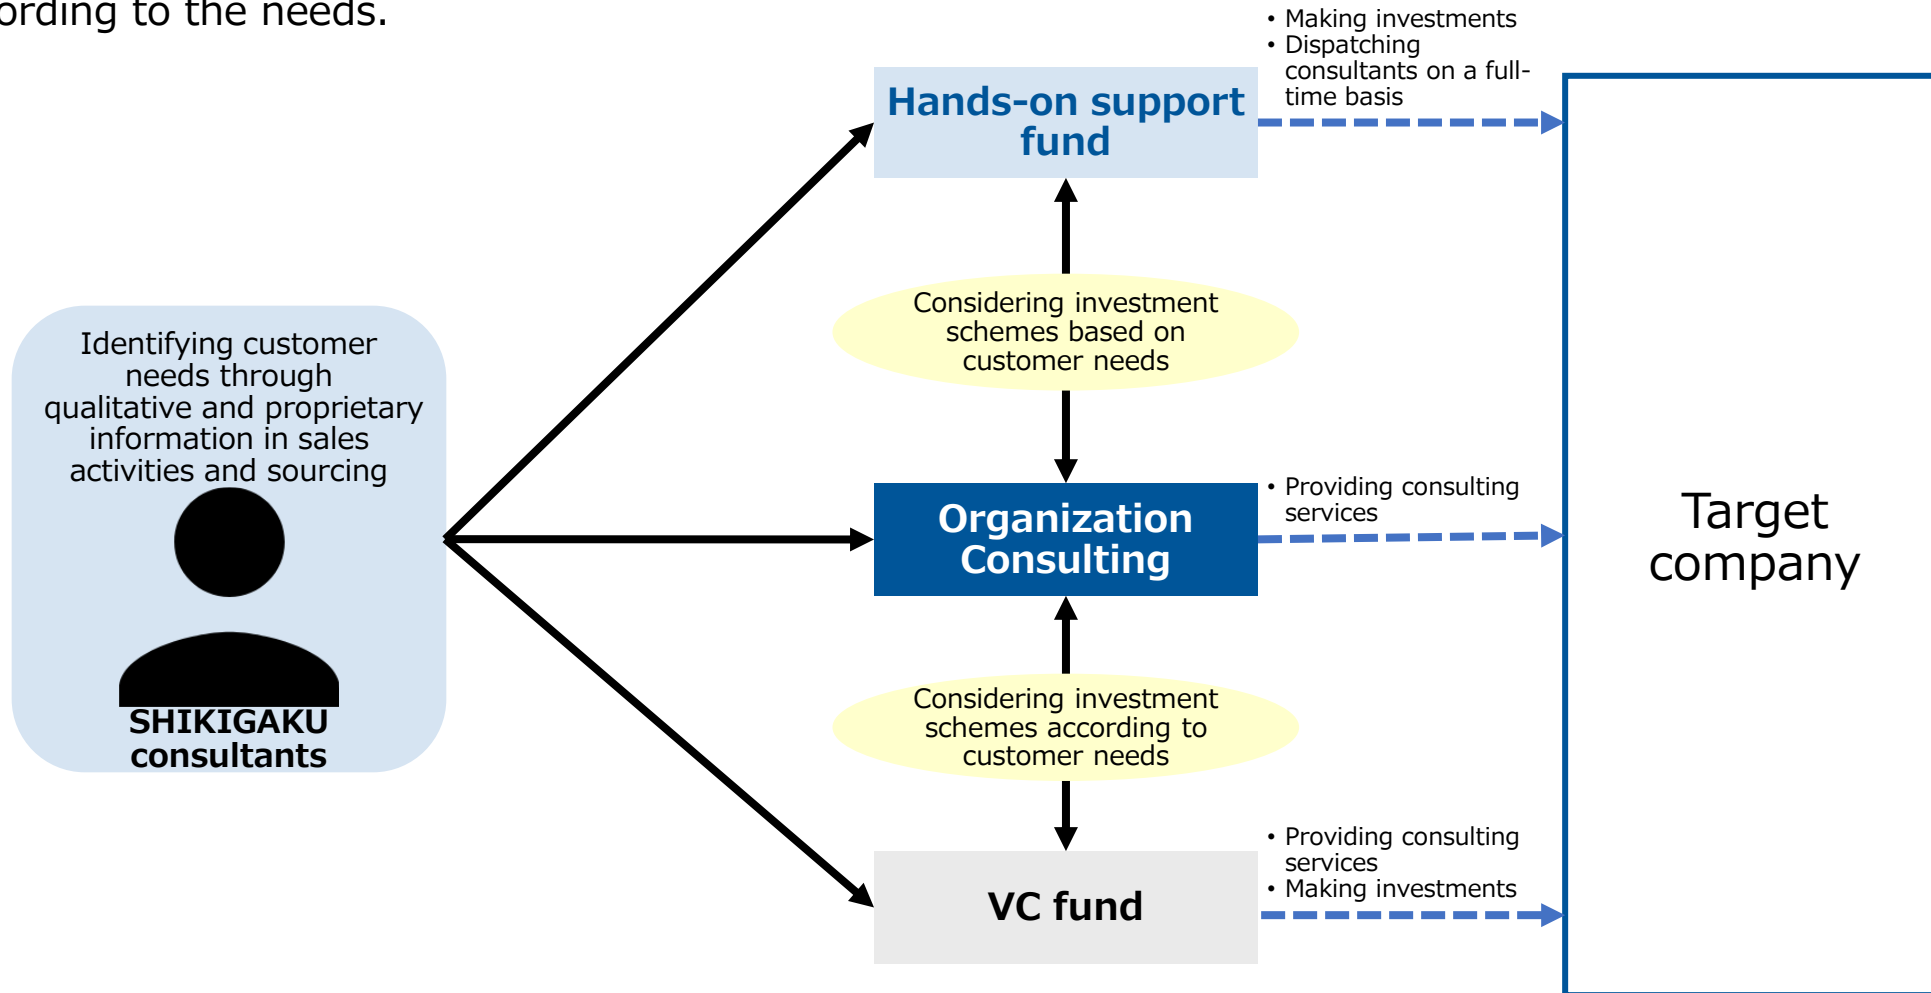 ording to the needs.
• Making investments
• Dispatching
consultants on a full-
time basis
Hands-on support
fund
Considering investment
schemes based on
customer needs
Identifying customer
needs through
qualitative and proprietary
information in sales
activities and sourcing
SHIKIGAKU
consultants
Organization
Consulting
• Providing consulting
services
Target
company
Considering investment
schemes according to
customer needs
• Providing consulting
services
• Making investments
VC fund